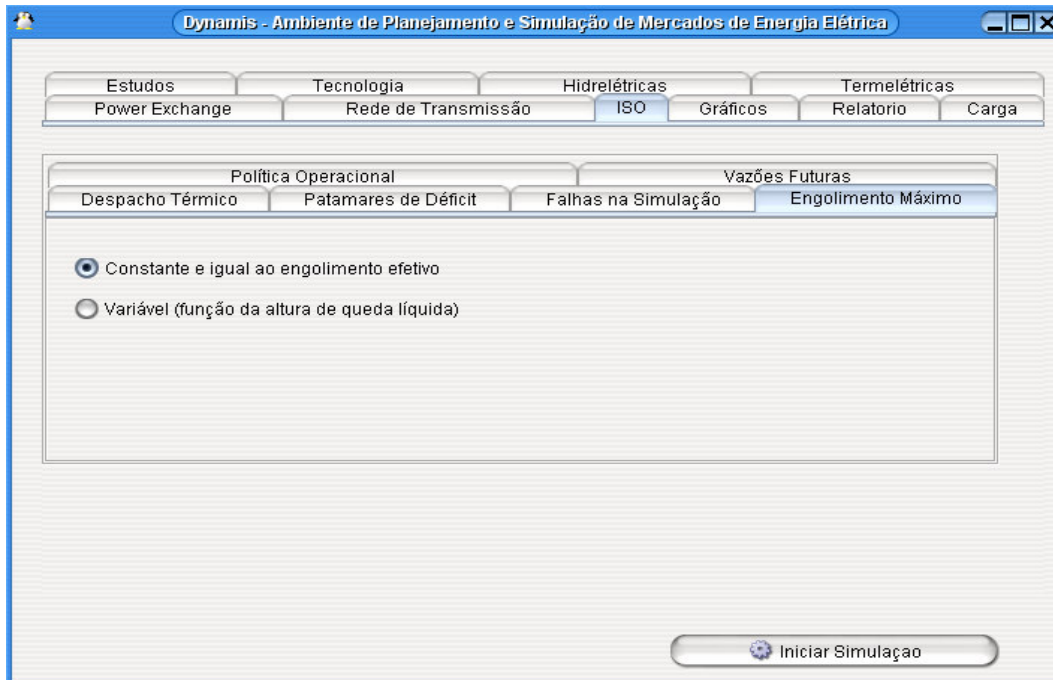 Dynamis - Ambiente de Planejamento e Simulação de Mercados de Energia Elétrica
Estudos Tecnologia Hidrelétricas Termelétricas
Power Exchange Rede de Transmissão ISO Gráficos Relatorio Carga
Política Operacional Vazões Futuras
Despacho Térmico Patamares de Déficit Falhas na Simulação Engolimento Máximo
Constante e igual ao engolimento efetivo
Variável (função da altura de queda líquida)
Iniciar Simulaçao